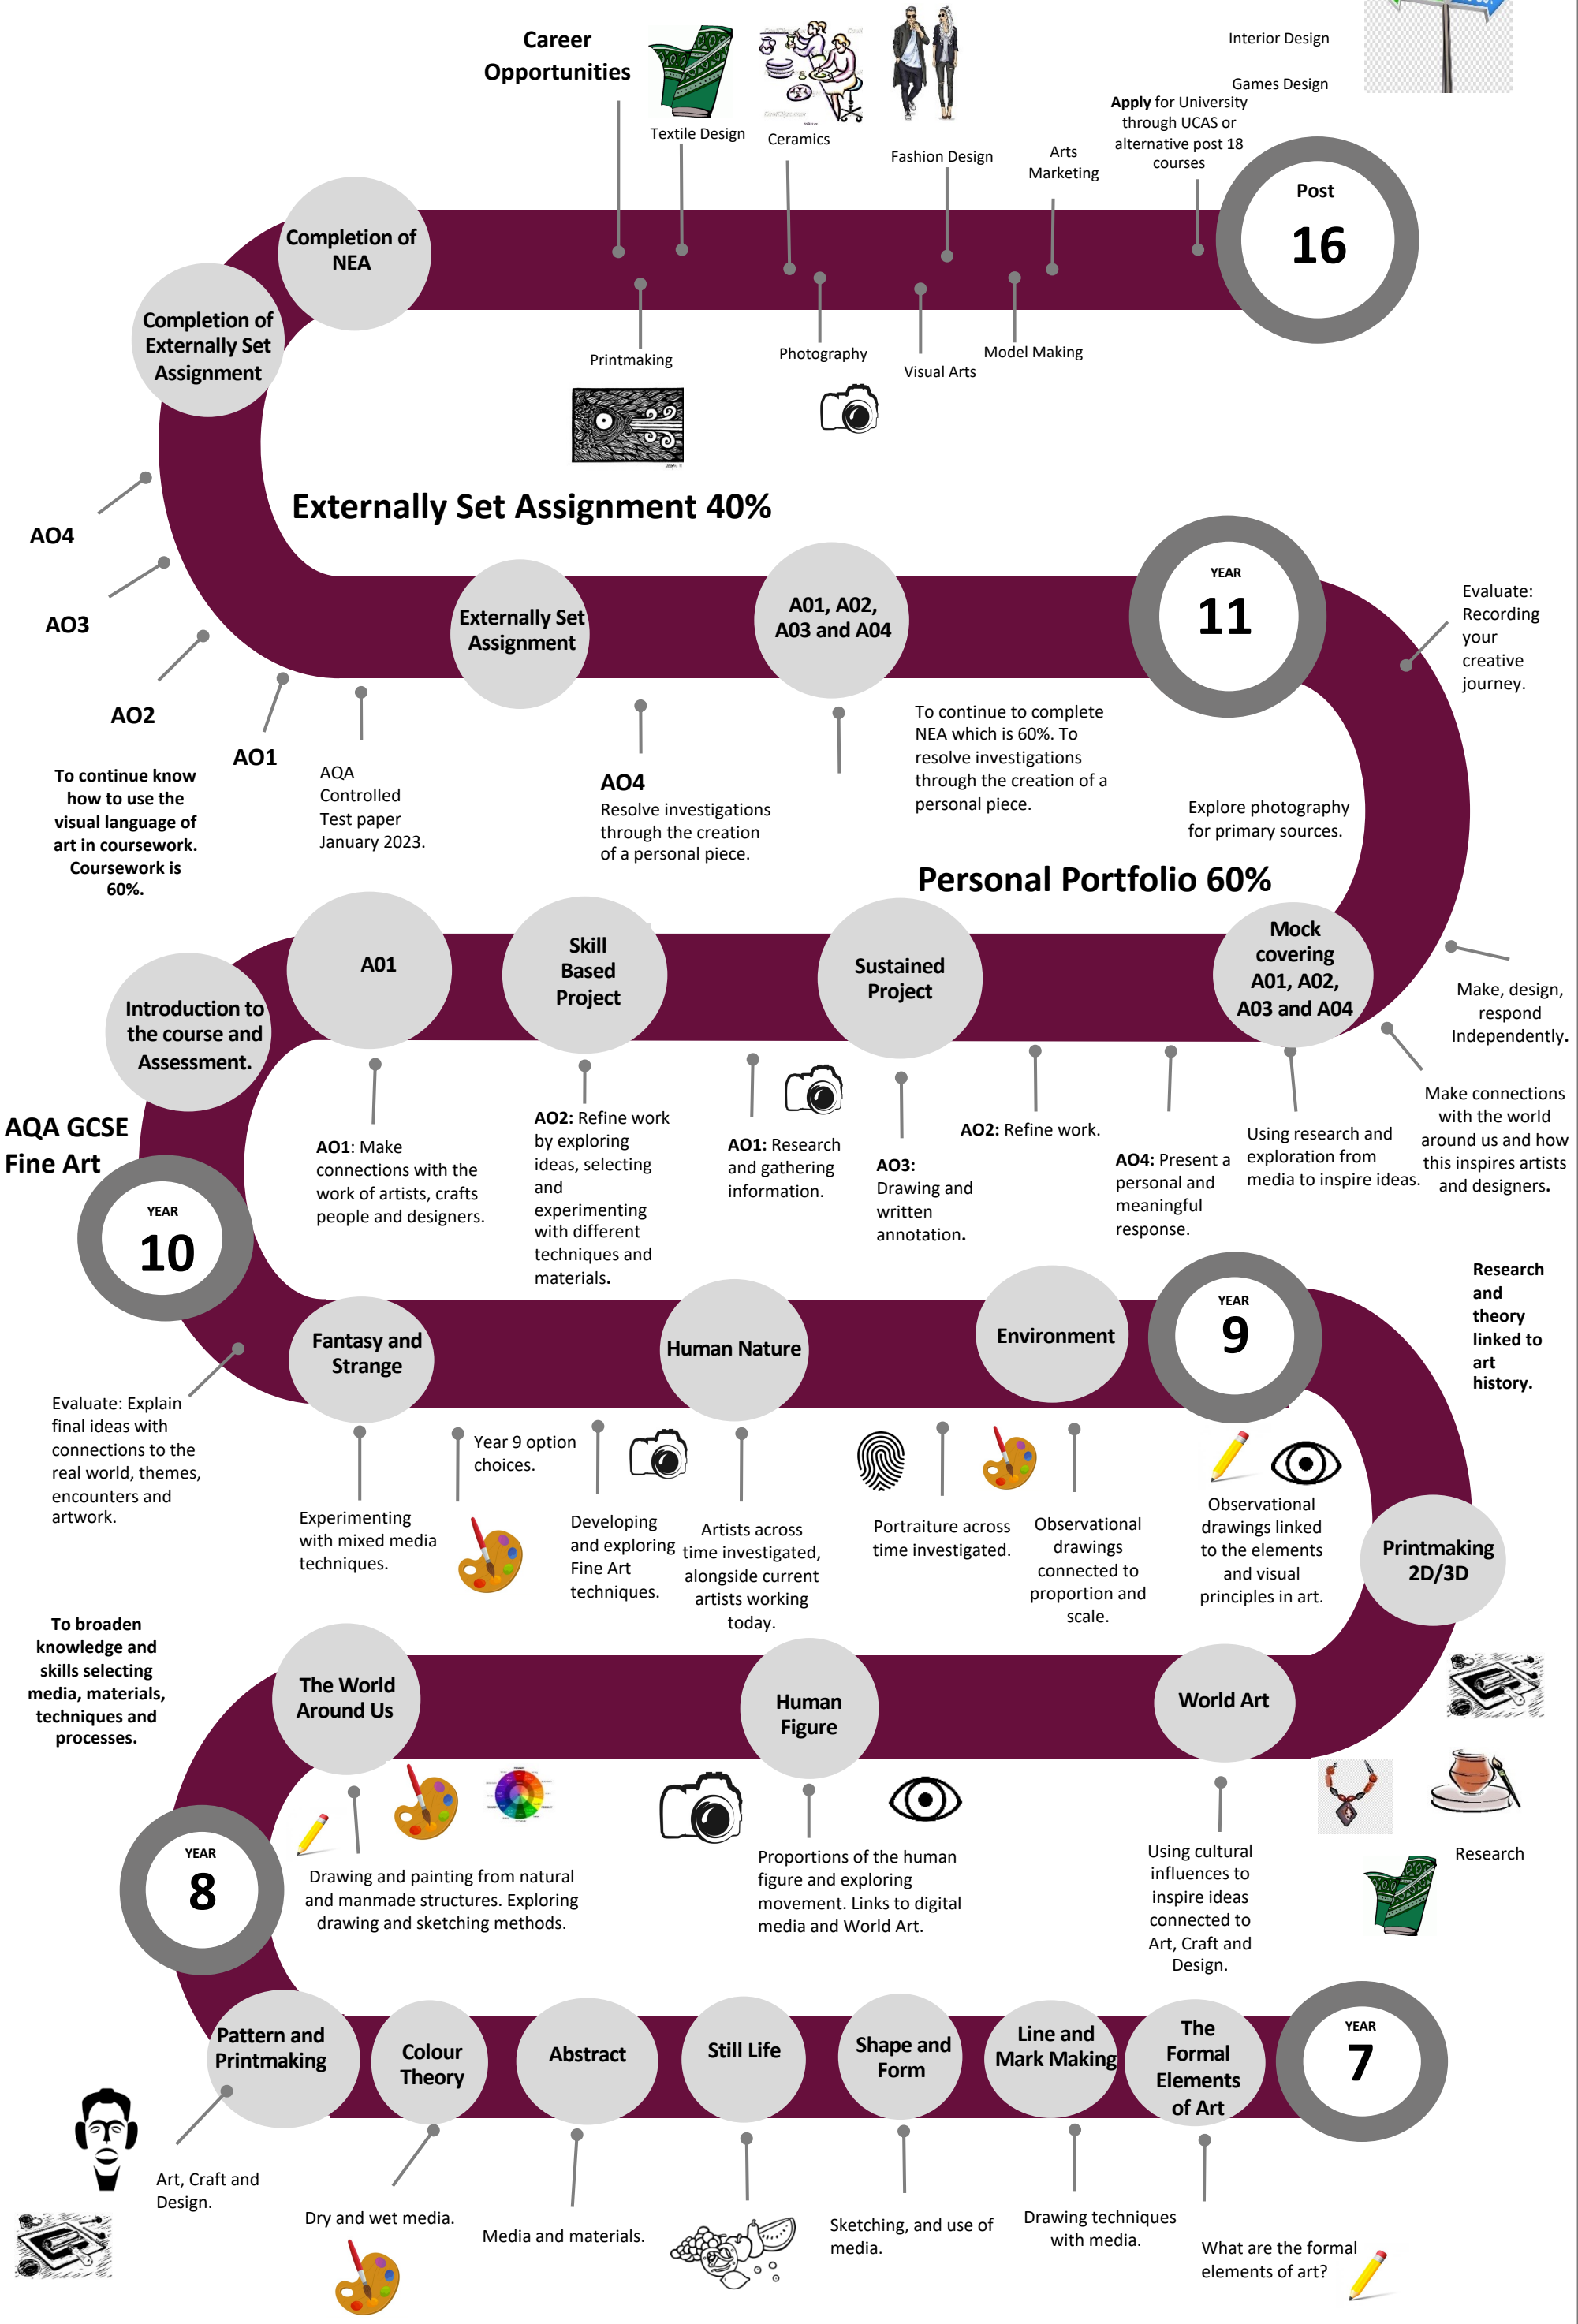 Career
Opportunities
Textile Design
Ceramics
Fashion Design
Arts
Marketing
Interior Design
Games Design
Apply for University
through UCAS or
alternative post 18
courses
Post
16
Completion of
NEA
Completion of
Externally Set
Assignment
Printmaking
Photography
Visual Arts
Model Making
Externally Set Assignment 40%
AO4
AO3
AO2
AO1
Externally Set
Assignment
A01, A02,
A03 and A04
YEAR
11
Evaluate:
Recording
your
creative
journey.
To continue know
how to use the
visual language of
art in coursework.
Coursework is
60%.
AQA
Controlled
Test paper
January 2023.
AO4
Resolve investigations
through the creation
of a personal piece.
To continue to complete
NEA which is 60%. To
resolve investigations
through the creation of a
personal piece.
Explore photography
for primary sources.
Personal Portfolio 60%
Introduction to
the course and
Assessment.
A01
Skill
Based
Project
Sustained
Project
Mock
covering
A01, A02,
A03 and A04
Make, design,
respond
Independently.
Make connections
with the world
around us and how
this inspires artists
and designers.
AQA GCSE
Fine Art
YEAR
10
AO1: Make
connections with the
work of artists, crafts
people and designers.
AO2: Refine work
by exploring
ideas, selecting
and
experimenting
with different
techniques and
materials.
AO1: Research
and gathering
information.
AO3:
Drawing and
written
annotation.
AO2: Refine work.
AO4: Present a
personal and
meaningful
response.
Using research and
exploration from
media to inspire ideas.
Fantasy and
Strange
Human Nature
Environment
YEAR
9
Research
and
theory
linked to
art
history.
Evaluate: Explain
final ideas with
connections to the
real world, themes,
encounters and
artwork.
Experimenting
with mixed media
techniques.
Year 9 option
choices.
Developing
and exploring
Fine Art
techniques.
Artists across
time investigated,
alongside current
artists working
today.
Portraiture across
time investigated.
Observational
drawings
connected to
proportion and
scale.
Observational
drawings linked
to the elements
and visual
principles in art.
Printmaking
2D/3D
To broaden
knowledge and
skills selecting
media, materials,
techniques and
processes.
The World
Around Us
Human
Figure
World Art
YEAR
8
Drawing and painting from natural
and manmade structures. Exploring
drawing and sketching methods.
Proportions of the human
figure and exploring
movement. Links to digital
media and World Art.
Using cultural
influences to
inspire ideas
connected to
Art, Craft and
Design.
Research
Pattern and
Printmaking
Colour
Theory
Abstract
Still Life
Shape and
Form
Line and
Mark Making
The
Formal
Elements
of Art
YEAR
7
Art, Craft and
Design.
Dry and wet media.
Media and materials.
Sketching, and use of
media.
Drawing techniques
with media.
What are the formal
elements of art?